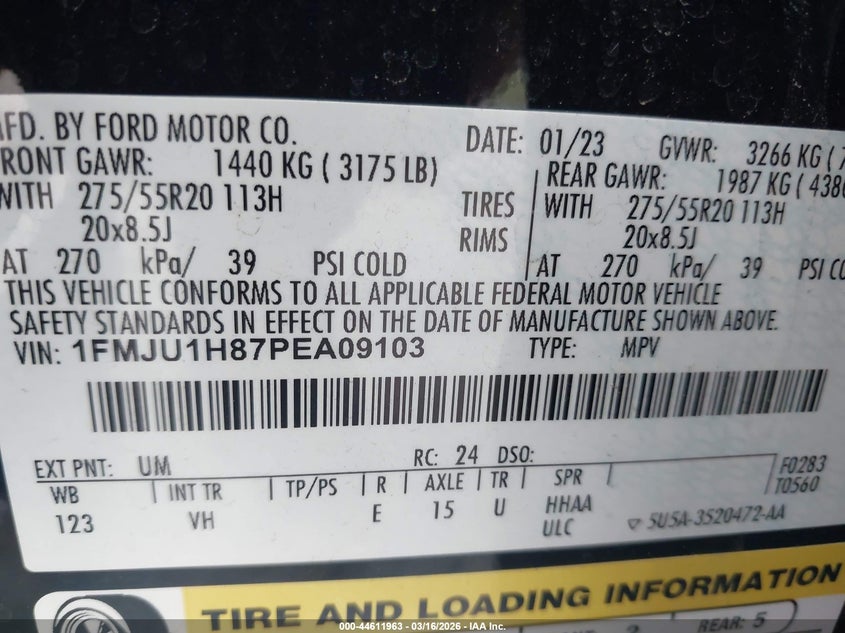 MFD. BY FORD MOTOR CO. DATE: 01/23 GVWR: 3266 KG (7
FRONT GAWR: 1440 KG ( 3175 LB) REAR GAWR: 1987 KG ( 438
WITH 275/55R20 113H TIRES WITH 275/55R20 113H
20x8.5J RIMS 20x8.5J
AT 270 kPa/ 39 PSI COLD AT 270 kPa/ 39 PSI CO
THIS VEHICLE CONFORMS TO ALL APPLICABLE FEDERAL MOTOR VEHICLE
SAFETY STANDARDS IN EFFECT ON THE DATE OF MANUFACTURE SHOWN ABOVE.
VIN: 1FMJU1H87PEA09103 TYPE: MPV
EXT PNT: UM RC: 24 DSO: F0283
WB INT TR TP/PS R AXLE TR SPR T0560
123 VH E 15 U HHAA
ULC 5U5A-3520472-AA
TIRE AND LOADING INFORMATION
REAR: 5
000-44611963 - 03/16/2026 - IAA Inc.